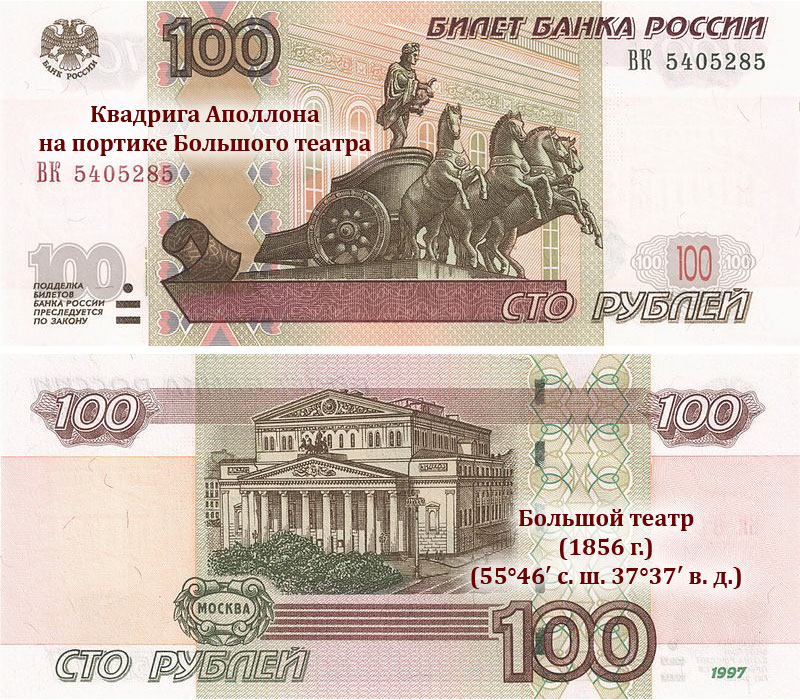 БИЛЕТ БАНКА РОССИИ
100
БАНК РОССИИ
ВК 5405285
Квадрига Аполлона
на портике Большого театра
ВК 5405285
100
100 100 100
ПОДДЕЛКА
БИЛЕТОВ
БАНКА РОССИИ
ПРЕСЛЕДУЕТСЯ
ПО ЗАКОНУ
СТО РУБЛЕЙ
100 100
Большой театр
(1856 г.)
(55°46′ с. ш. 37°37′ в. д.)
МОСКВА
100
СТО РУБЛЕЙ
1997